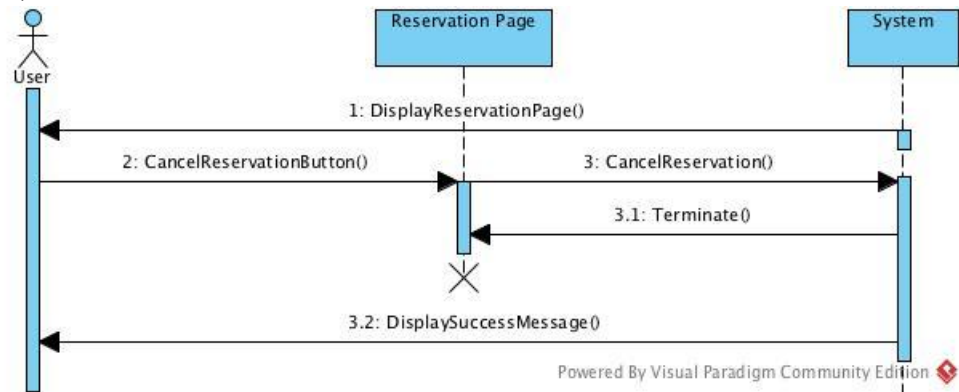 Reservation Page
System
User
1: DisplayReservationPage()
2: CancelReservationButton()
3: CancelReservation()
3.1: Terminate()
3.2: DisplaySuccessMessage()
Powered By Visual Paradigm Community Edition